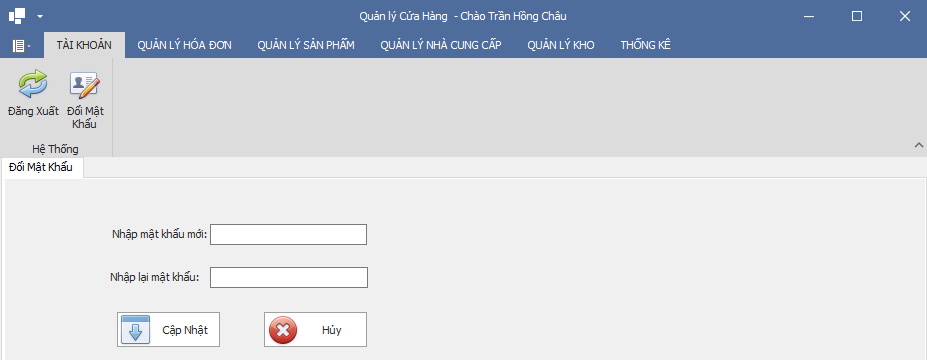 Quản lý Cửa Hàng - Chào Trần Hồng Châu
TÀI KHOẢN QUẢN LÝ HÓA ĐƠN QUẢN LÝ SẢN PHẨM QUẢN LÝ NHÀ CUNG CẤP QUẢN LÝ KHO THỐNG KÊ
Đăng Xuất Đổi Mật
Khẩu
Hệ Thống
Đổi Mật Khẩu
Nhập mật khẩu mới:
Nhập lại mật khẩu:
Cập Nhật Hủy